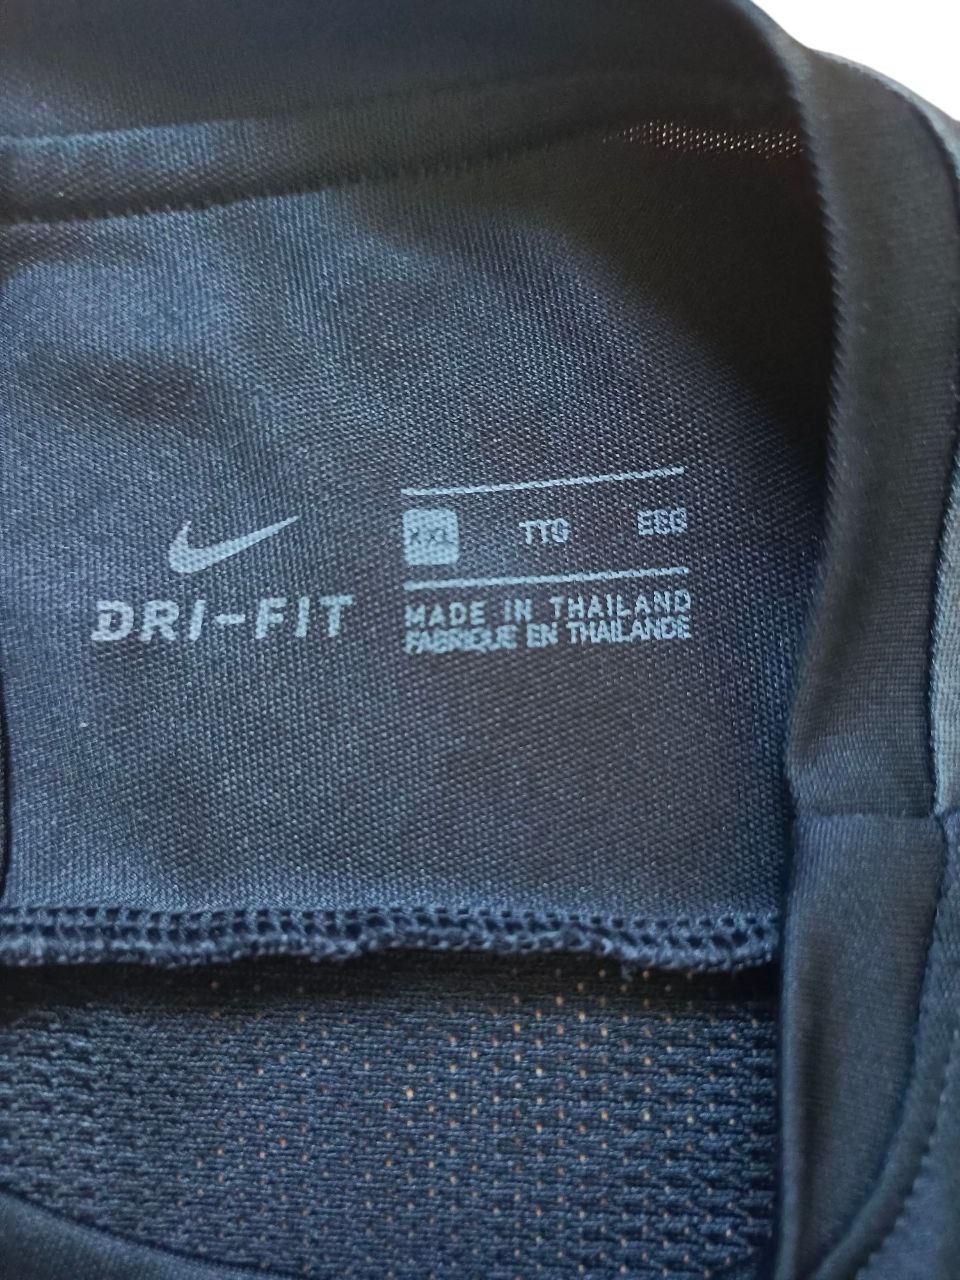 XXL TTG EEG
DRI-FIT
MADE IN THAILAND
FABRIQUE EN THAILANDE